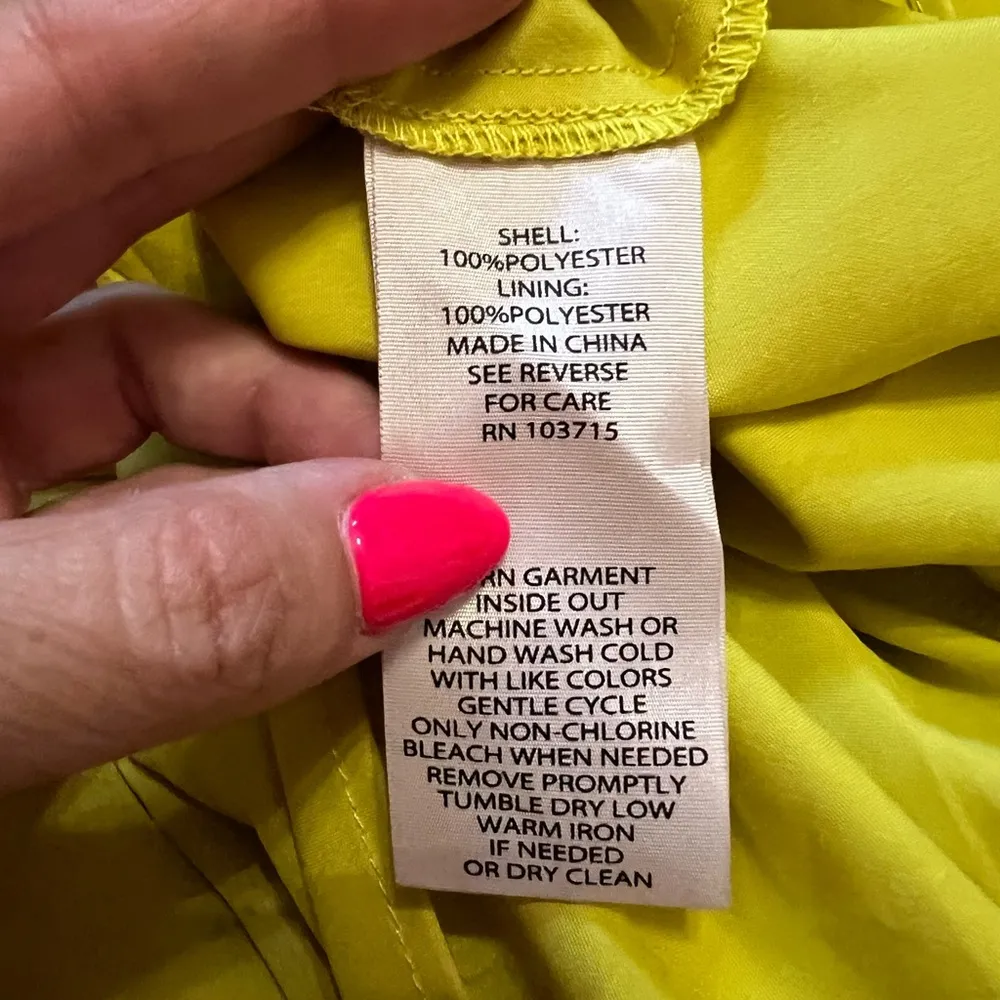 SHELL:
100%POLYESTER
LINING:
100%POLYESTER
MADE IN CHINA
SEE REVERSE
FOR CARE
RN 103715
GARMENT
INSIDE OUT
MACHINE WASH OR
HAND WASH COLD
WITH LIKE COLORS
GENTLE CYCLE
ONLY NON-CHLORINE
BLEACH WHEN NEEDED
REMOVE PROMPTLY
TUMBLE DRY LOW
WARM IRON
IF NEEDED
OR DRY CLEAN